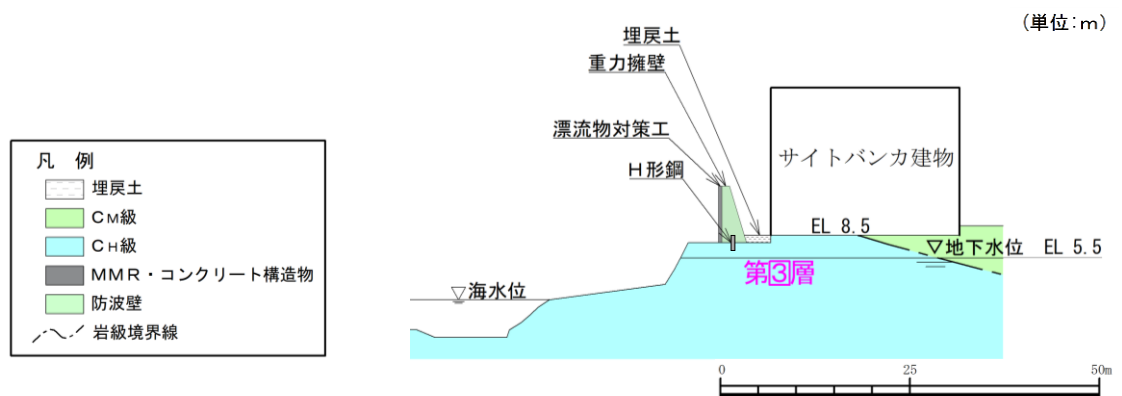 (単位:m)
埋戻土
重力擁壁
漂流物対策工
H形鋼
サイトバンカ建物
凡 例
埋戻土
CM級
CH級
MMR・コンクリート構造物
防波壁
岩級境界線
EL 8.5
▽地下水位 EL 5.5
第3層
▽海水位
0 25 50m